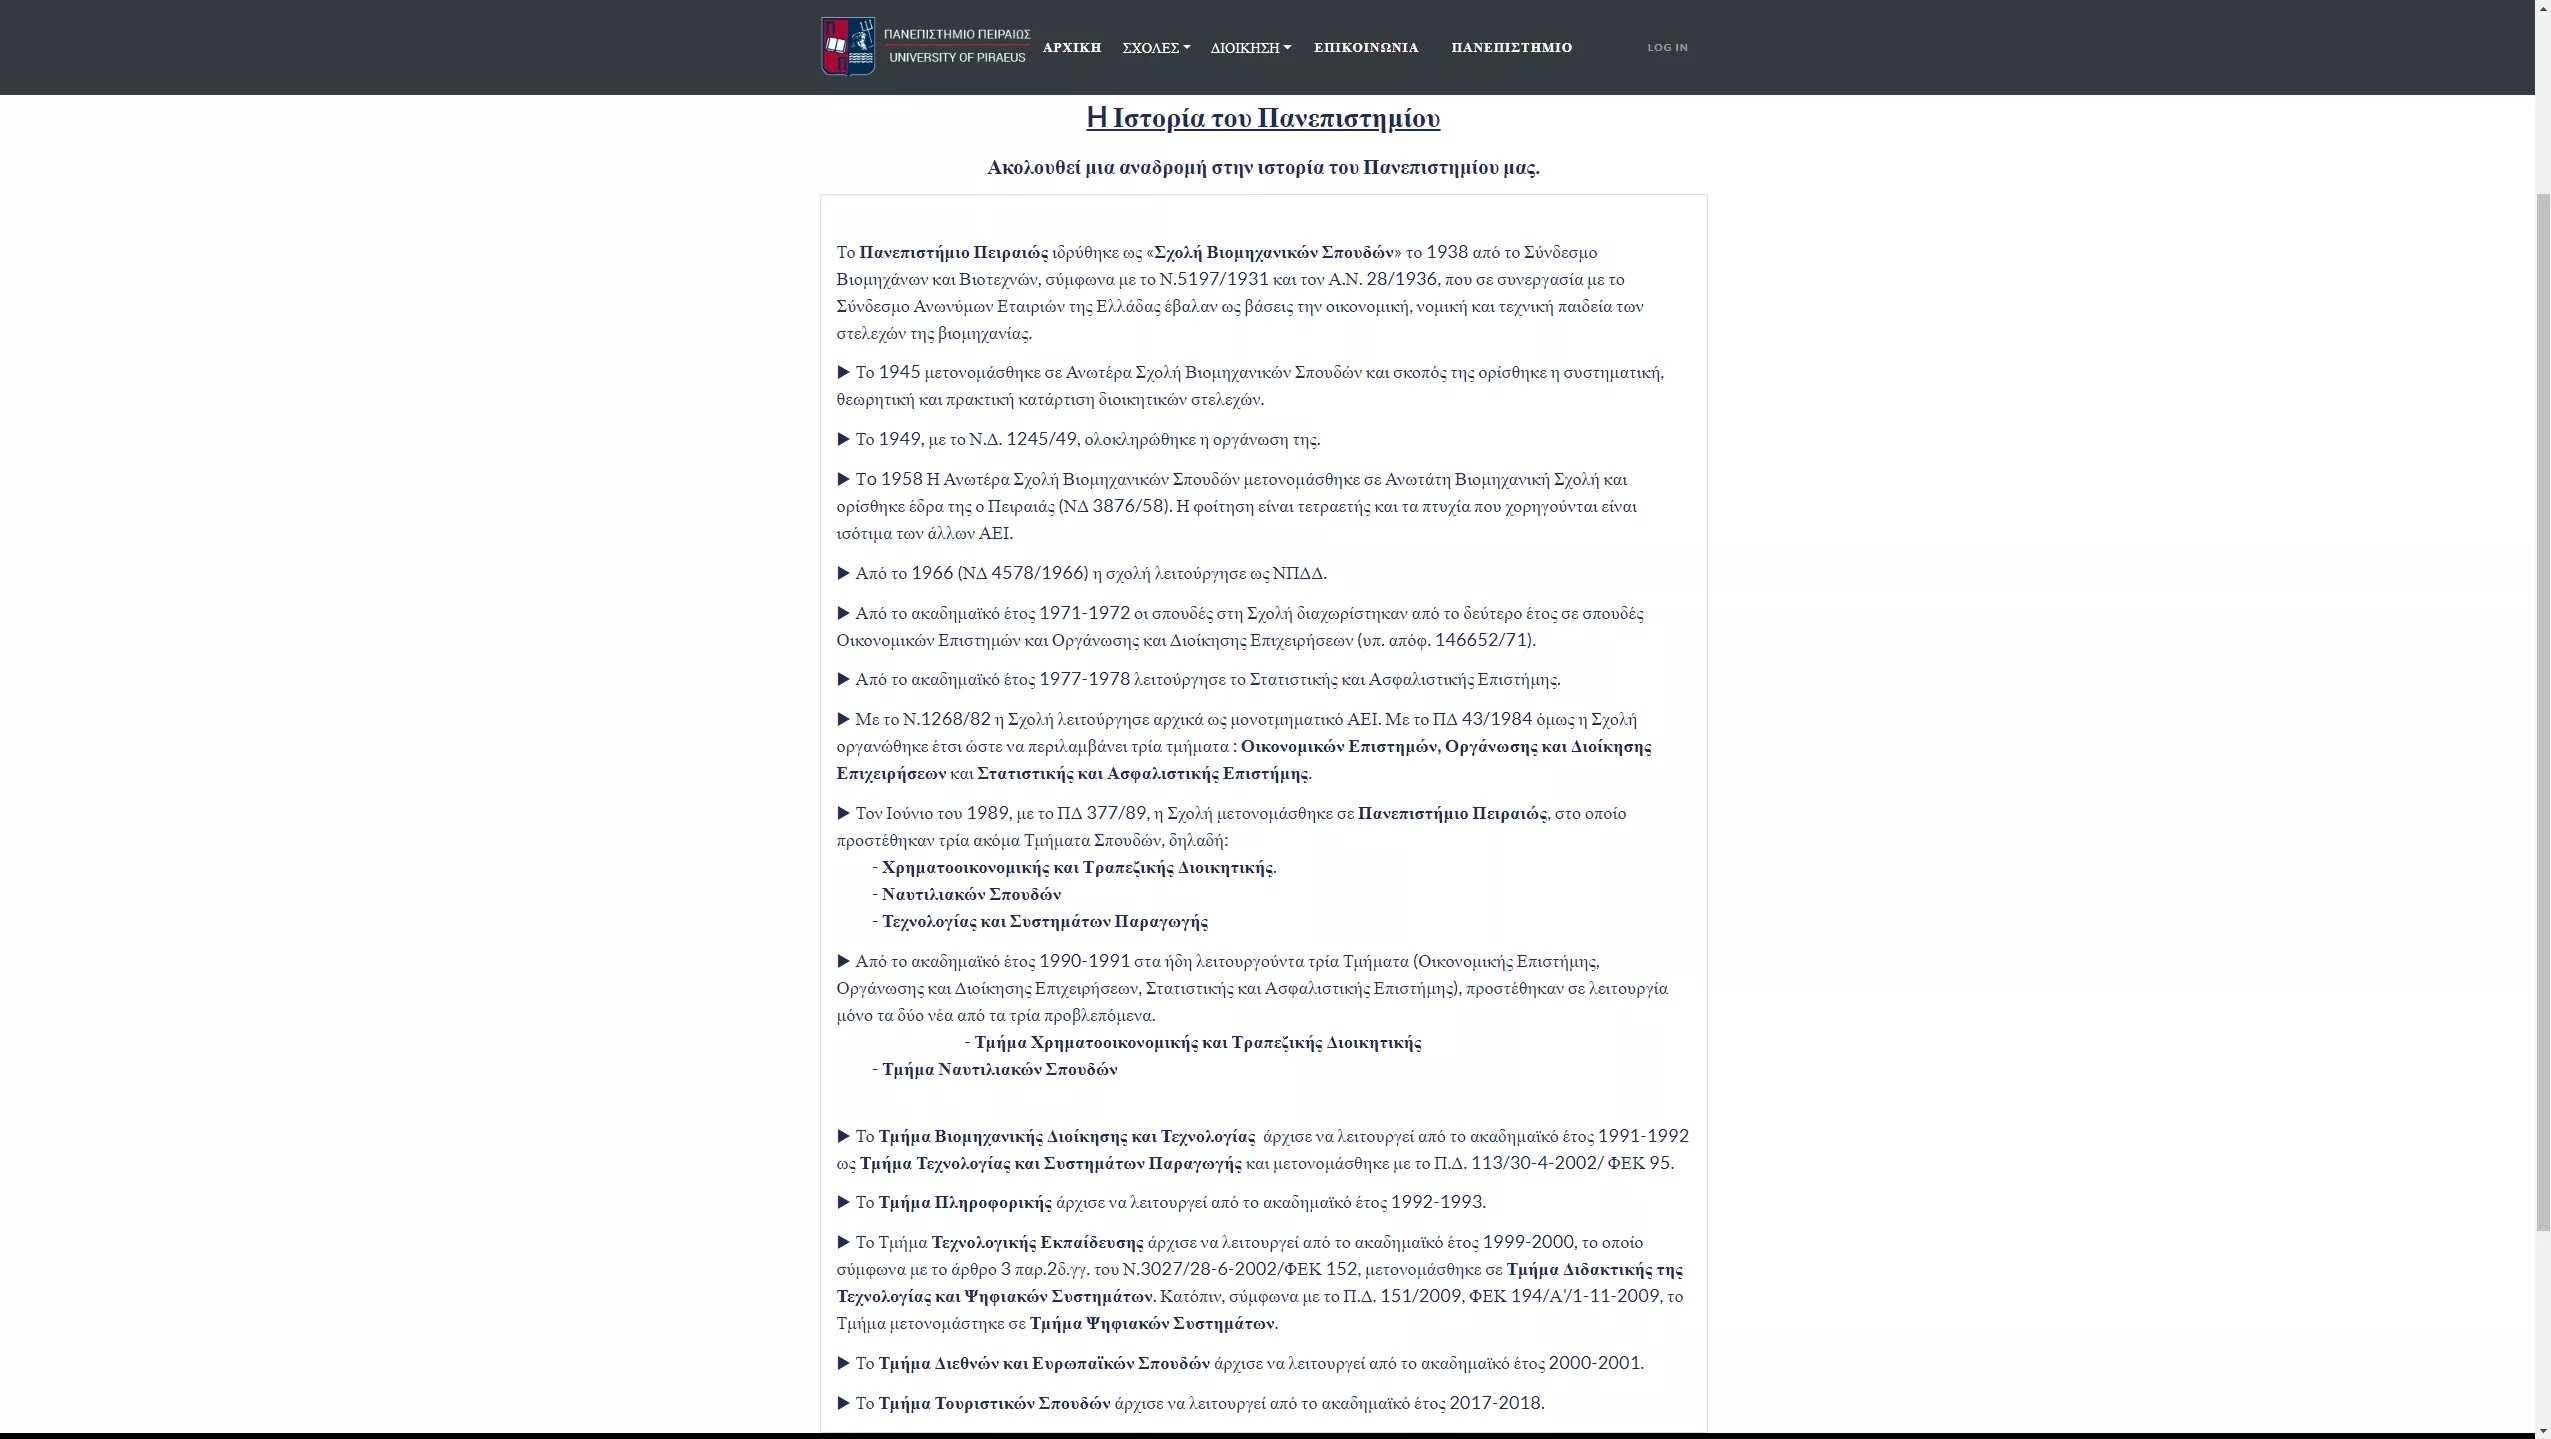 ΠΑΝΕΠΙΣΤΗΜΙΟ ΠΕΙΡΑΙΩΣ
UNIVERSITY OF PIRAEUS
ΑΡΧΙΚΗ ΣΧΟΛΕΣ ΔΙΟΙΚΗΣΗ ΕΠΙΚΟΙΝΩΝΙΑ ΠΑΝΕΠΙΣΤΗΜΙΟ LOG IN
Η Ιστορία του Πανεπιστημίου
Ακολουθεί μια αναδρομή στην ιστορία του Πανεπιστημίου μας.
Το Πανεπιστήμιο Πειραιώς ιδρύθηκε ως «Σχολή Βιομηχανικών Σπουδών» το 1938 από το Σύνδεσμο
Βιομηχάνων και Βιοτεχνών, σύμφωνα με το Ν.5197/1931 και τον Α.Ν. 28/1936, που σε συνεργασία με το
Σύνδεσμο Ανωνύμων Εταιριών της Ελλάδας έβαλαν ως βάσεις την οικονομική, νομική και τεχνική παιδεία των
στελεχών της βιομηχανίας.
► Το 1945 μετονομάσθηκε σε Ανωτέρα Σχολή Βιομηχανικών Σπουδών και σκοπός της ορίσθηκε η συστηματική,
θεωρητική και πρακτική κατάρτιση διοικητικών στελεχών.
► Το 1949, με το Ν.Δ. 1245/49, ολοκληρώθηκε η οργάνωση της.
► Το 1958 Η Ανωτέρα Σχολή Βιομηχανικών Σπουδών μετονομάσθηκε σε Ανωτάτη Βιομηχανική Σχολή και
ορίσθηκε έδρα της ο Πειραιάς (ΝΔ 3876/58). Η φοίτηση είναι τετραετής και τα πτυχία που χορηγούνται είναι
ισότιμα των άλλων ΑΕΙ.
► Από το 1966 (ΝΔ 4578/1966) η σχολή λειτούργησε ως ΝΠΔΔ.
► Από το ακαδημαϊκό έτος 1971-1972 οι σπουδές στη Σχολή διαχωρίστηκαν από το δεύτερο έτος σε σπουδές
Οικονομικών Επιστημών και Οργάνωσης και Διοίκησης Επιχειρήσεων (υπ. απόφ. 146652/71).
► Από το ακαδημαϊκό έτος 1977-1978 λειτούργησε το Στατιστικής και Ασφαλιστικής Επιστήμης.
► Με το Ν.1268/82 η Σχολή λειτούργησε αρχικά ως μονοτμηματικό ΑΕΙ. Με το ΠΔ 43/1984 όμως η Σχολή
οργανώθηκε έτσι ώστε να περιλαμβάνει τρία τμήματα : Οικονομικών Επιστημών, Οργάνωσης και Διοίκησης
Επιχειρήσεων και Στατιστικής και Ασφαλιστικής Επιστήμης.
► Τον Ιούνιο του 1989, με το ΠΔ 377/89, η Σχολή μετονομάσθηκε σε Πανεπιστήμιο Πειραιώς, στο οποίο
προστέθηκαν τρία ακόμα Τμήματα Σπουδών, δηλαδή:
- Χρηματοοικονομικής και Τραπεζικής Διοικητικής.
- Ναυτιλιακών Σπουδών
- Τεχνολογίας και Συστημάτων Παραγωγής
► Από το ακαδημαϊκό έτος 1990-1991 στα ήδη λειτουργούντα τρία Τμήματα (Οικονομικής Επιστήμης,
Οργάνωσης και Διοίκησης Επιχειρήσεων, Στατιστικής και Ασφαλιστικής Επιστήμης), προστέθηκαν σε λειτουργία
μόνο τα δύο νέα από τα τρία προβλεπόμενα.
- Τμήμα Χρηματοοικονομικής και Τραπεζικής Διοικητικής
- Τμήμα Ναυτιλιακών Σπουδών
► Το Τμήμα Βιομηχανικής Διοίκησης και Τεχνολογίας άρχισε να λειτουργεί από το ακαδημαϊκό έτος 1991-1992
ως Τμήμα Τεχνολογίας και Συστημάτων Παραγωγής και μετονομάσθηκε με το Π.Δ. 113/30-4-2002/ ΦΕΚ 95.
► Το Τμήμα Πληροφορικής άρχισε να λειτουργεί από το ακαδημαϊκό έτος 1992-1993.
► Το Τμήμα Τεχνολογικής Εκπαίδευσης άρχισε να λειτουργεί από το ακαδημαϊκό έτος 1999-2000, το οποίο
σύμφωνα με το άρθρο 3 παρ.2δ.γγ. του Ν.3027/28-6-2002/ΦΕΚ 152, μετονομάσθηκε σε Τμήμα Διδακτικής της
Τεχνολογίας και Ψηφιακών Συστημάτων. Κατόπιν, σύμφωνα με το Π.Δ. 151/2009, ΦΕΚ 194/Α'/1-11-2009, το
Τμήμα μετονομάστηκε σε Τμήμα Ψηφιακών Συστημάτων.
► Το Τμήμα Διεθνών και Ευρωπαϊκών Σπουδών άρχισε να λειτουργεί από το ακαδημαϊκό έτος 2000-2001.
► Το Τμήμα Τουριστικών Σπουδών άρχισε να λειτουργεί από το ακαδημαϊκό έτος 2017-2018.